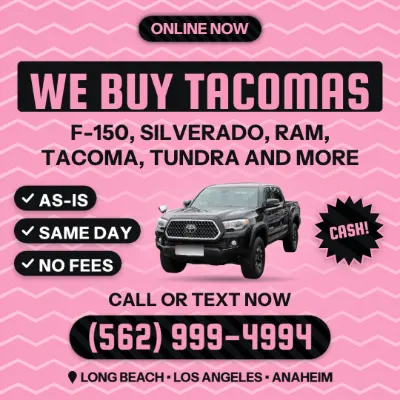 ONLINE NOW
WE BUY TACOMAS
F-150, SILVERADO, RAM,
TACOMA, TUNDRA AND MORE
AS-IS
SAME DAY
NO FEES
CASH!
CALL OR TEXT NOW
(562) 999-4994
LONG BEACH • LOS ANGELES • ANAHEIM